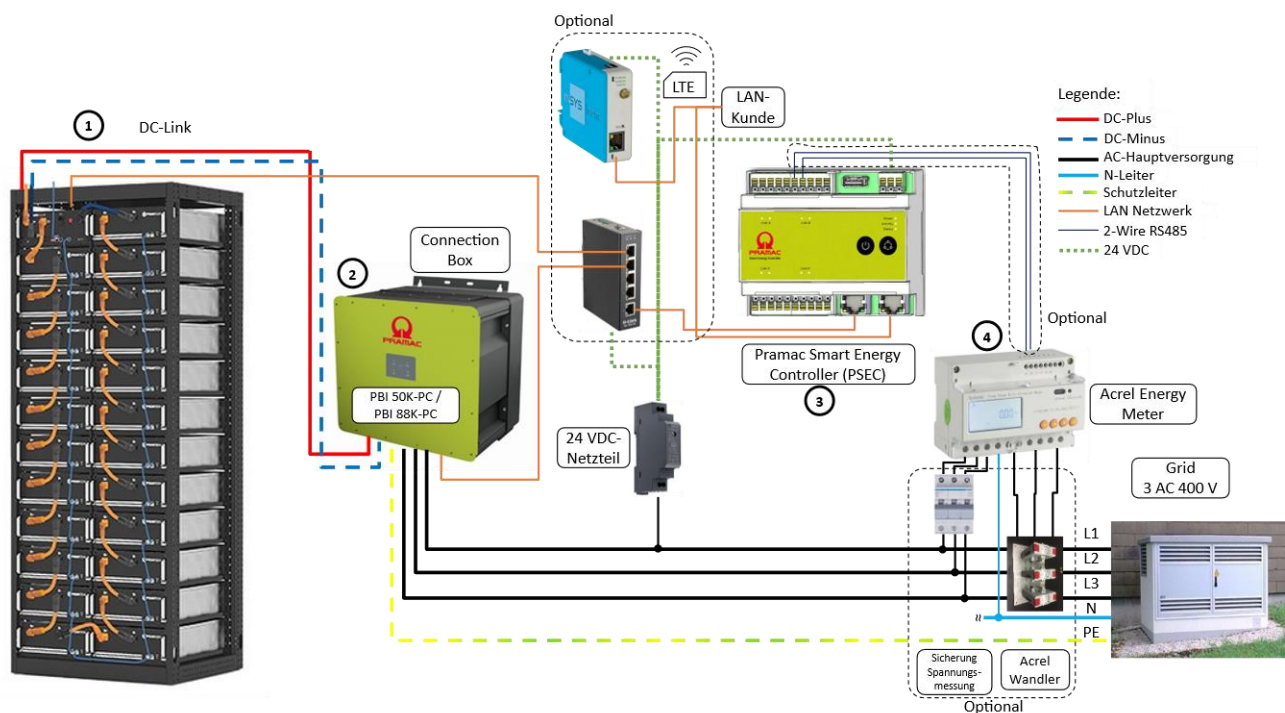 Optional
LTE
LAN-
Kunde
Legende:
DC-Plus
DC-Minus
AC-Hauptversorgung
N-Leiter
Schutzleiter
LAN Netzwerk
2-Wire RS485
24 VDC
1
DC-Link
SYS
Connection
Box
2
PRAMAC
PRAMAC
PBI 50K-PC /
PBI 88K-PC
Pramac Smart Energy
Controller (PSEC)
3
Optional
4
Acrel Energy
Meter
24 VDC-
Netzteil
Grid
3 AC 400 V
L1
L2
L3
N
PE
Sicherung
Spannungs-
messung
Acrel
Wandler
Optional